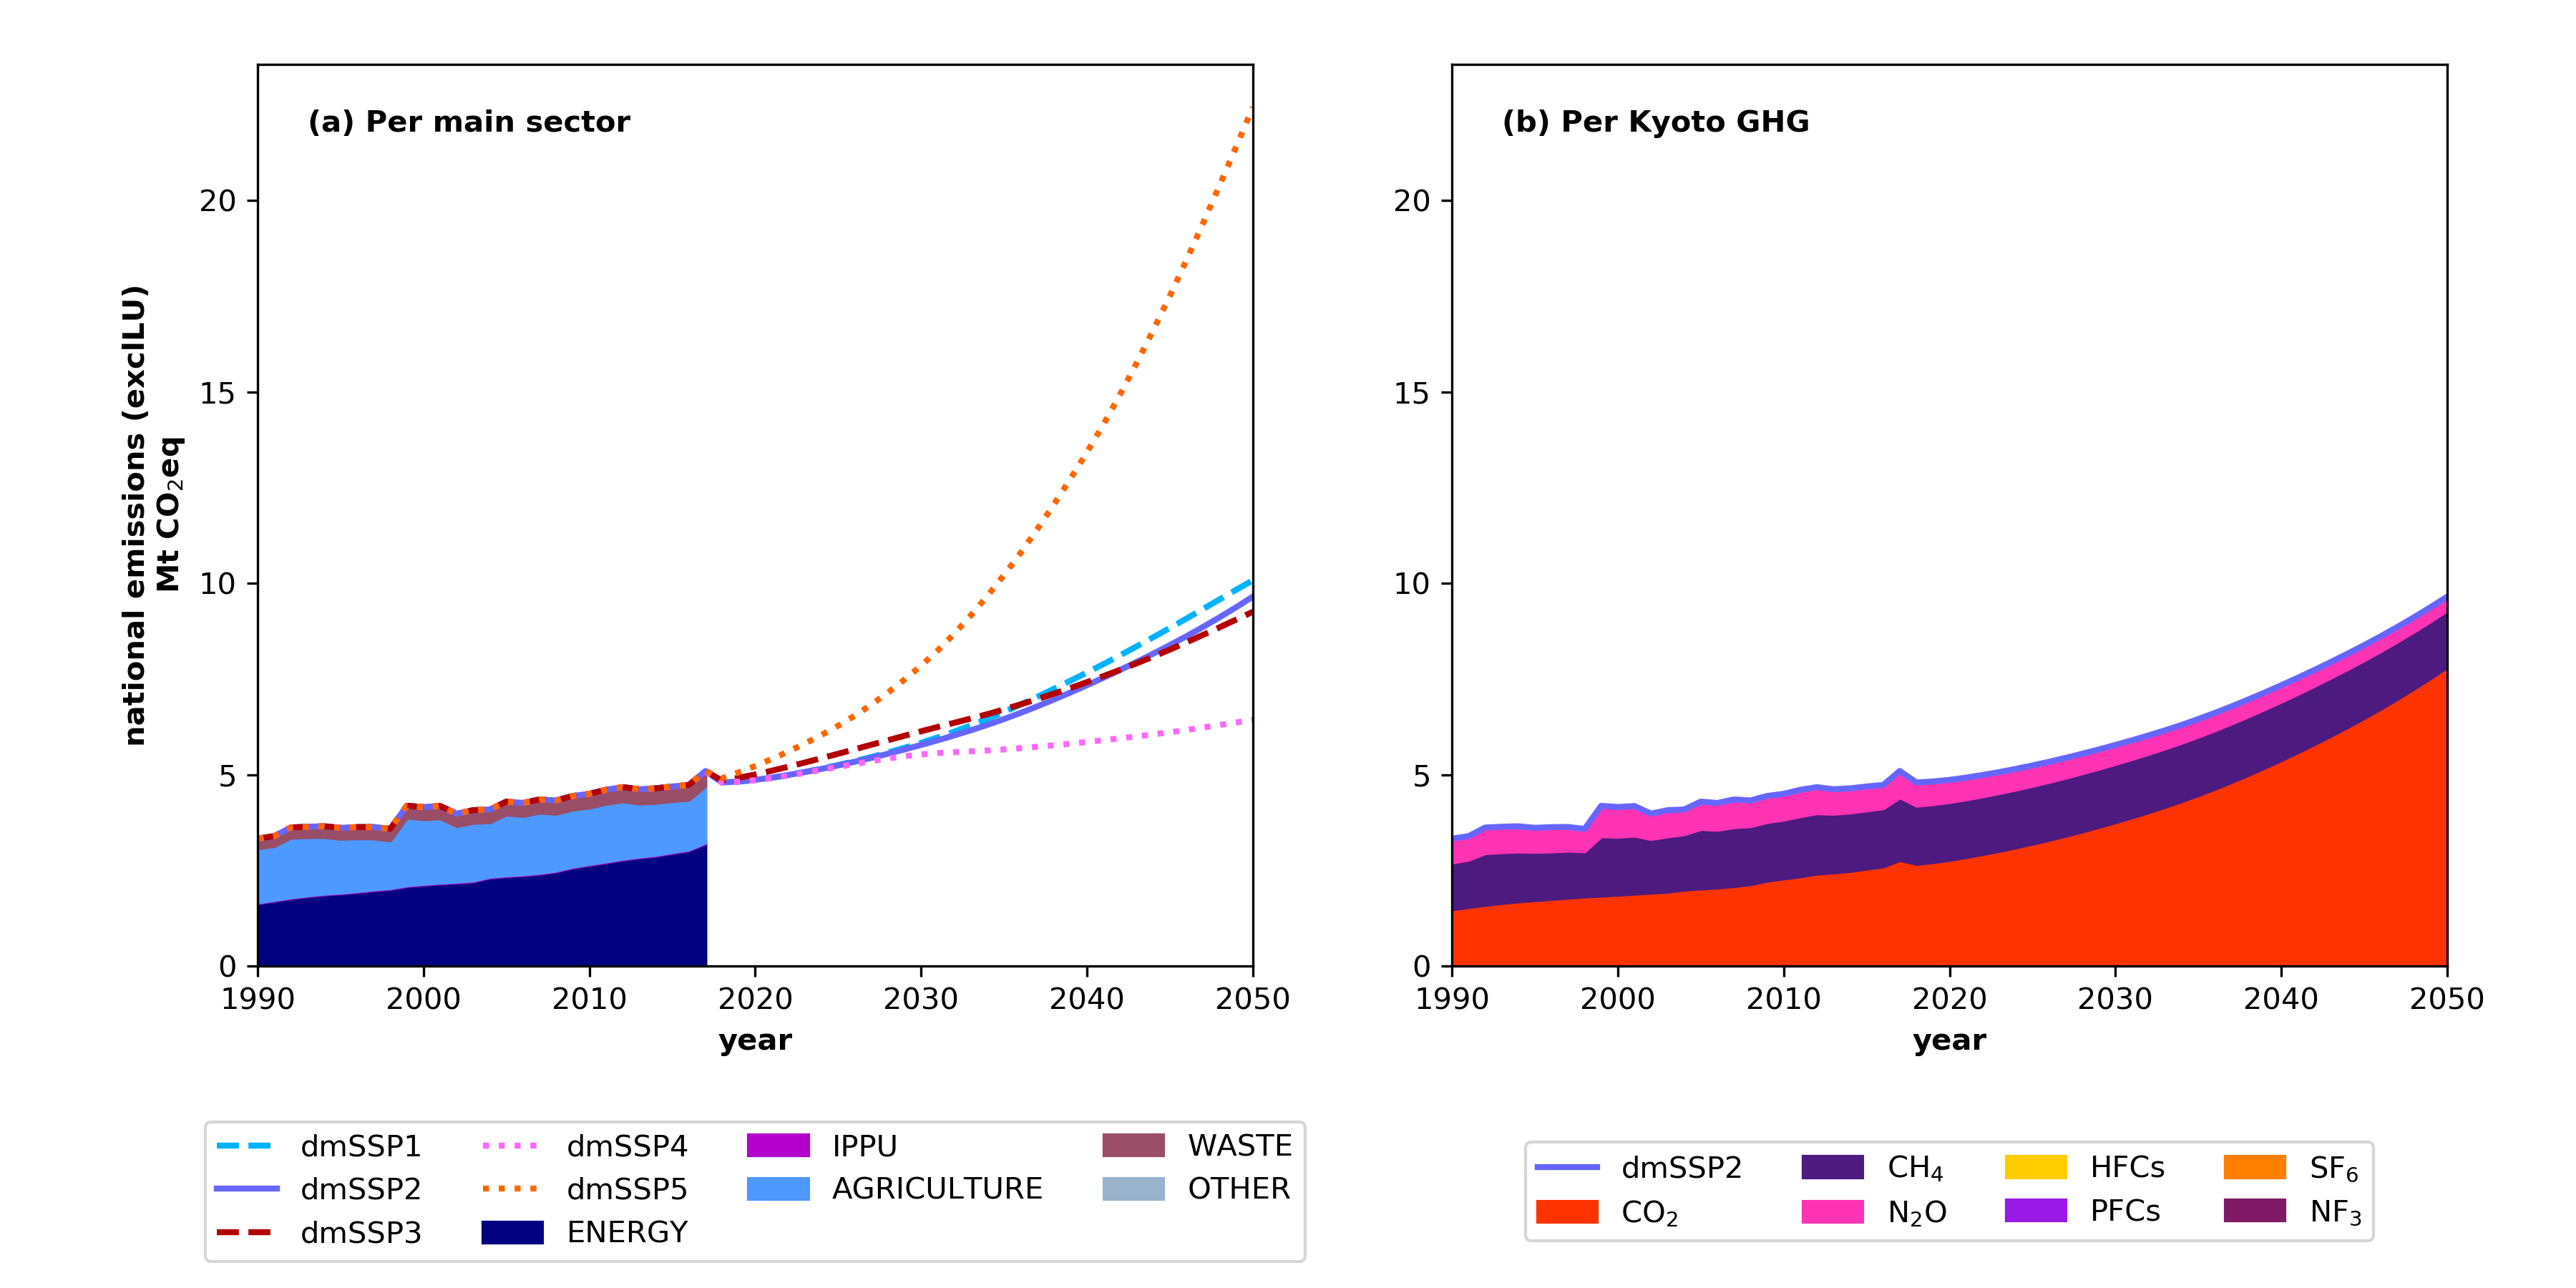 (a) Per main sector
national emissions (exclLU)
Mt CO₂eq
20
15
10
5
0
1990 2000 2010 2020 2030 2040 2050
year
dmSSP1 dmSSP4 IPPU WASTE
dmSSP2 dmSSP5 AGRICULTURE OTHER
dmSSP3 ENERGY
(b) Per Kyoto GHG
20
15
10
5
0
1990 2000 2010 2020 2030 2040 2050
year
dmSSP2 CH₄ HFCs SF₆
CO₂ N₂O PFCs NF₃